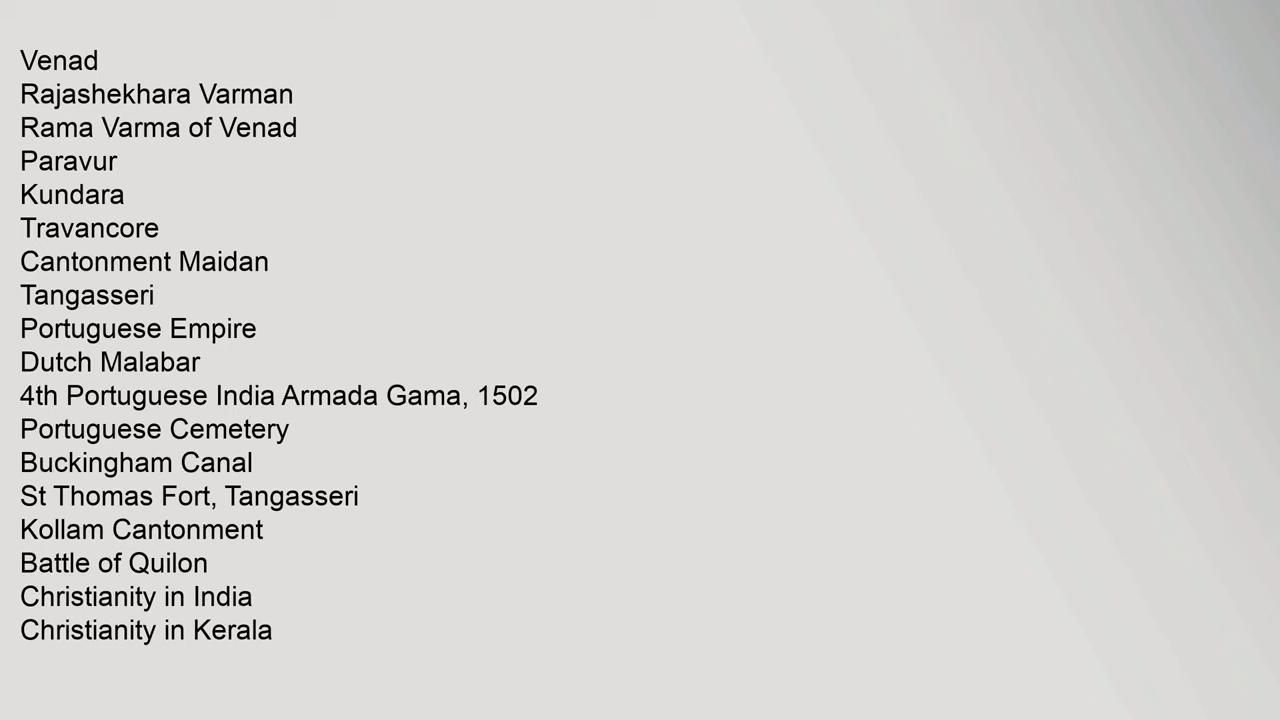 Venad
Rajashekhara Varman
Rama Varma of Venad
Paravur
Kundara
Travancore
Cantonment Maidan
Tangasseri
Portuguese Empire
Dutch Malabar
4th Portuguese India Armada Gama, 1502
Portuguese Cemetery
Buckingham Canal
St Thomas Fort, Tangasseri
Kollam Cantonment
Battle of Quilon
Christianity in India
Christianity in Kerala